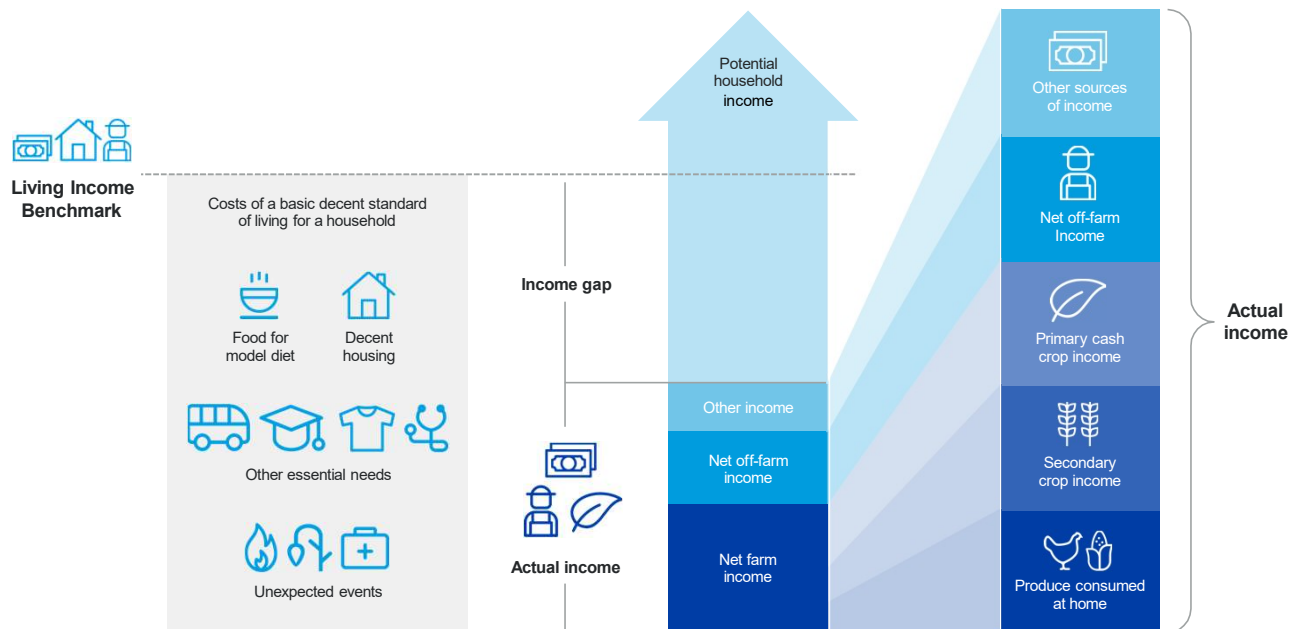 Living Income
Benchmark
Costs of a basic decent standard
of living for a household
Food for
model diet
Decent
housing
Other essential needs
Unexpected events
Income gap
Actual income
Potential
household
income
Other income
Net off-farm
income
Net farm
income
Other sources
of income
Net off-farm
Income
Primary cash
crop income
Secondary
crop income
Produce consumed
at home
Actual
income